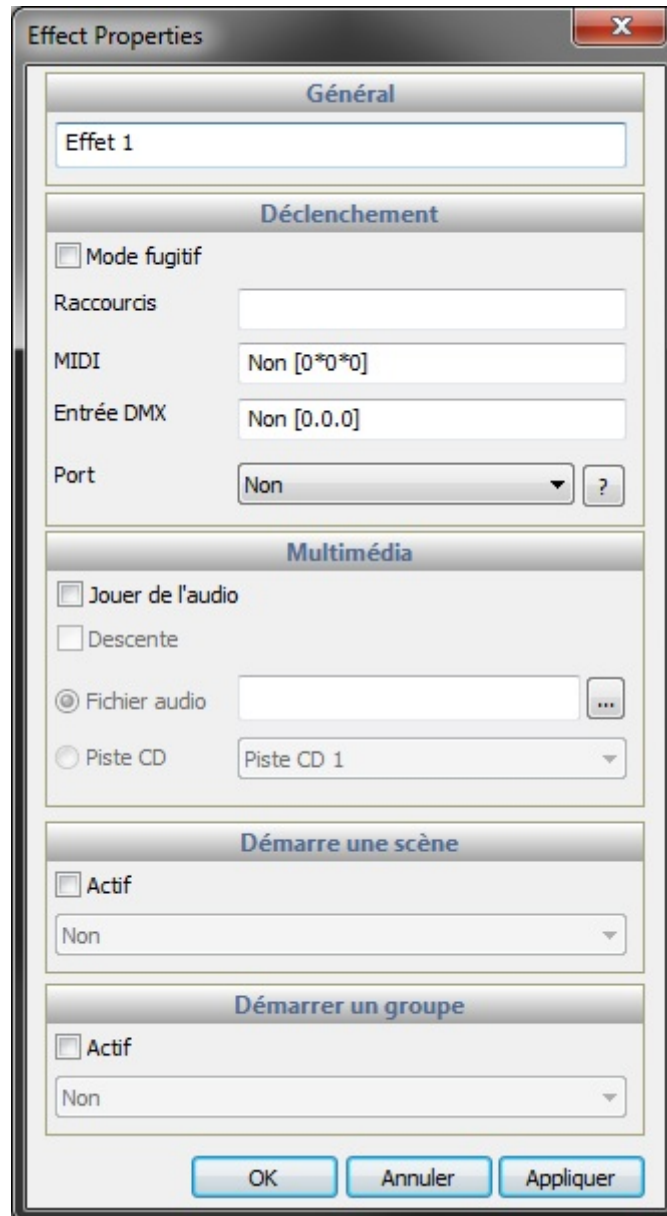 Effect Properties
Général
Effet 1
Déclenchement
Mode fugitif
Raccourcis
MIDI Non [0*0*0]
Entrée DMX Non [0.0.0]
Port Non ?
Multimédia
Jouer de l'audio
Descente
Fichier audio ...
Piste CD Piste CD 1
Démarre une scène
Actif
Non
Démarrer un groupe
Actif
Non
OK Annuler Appliquer